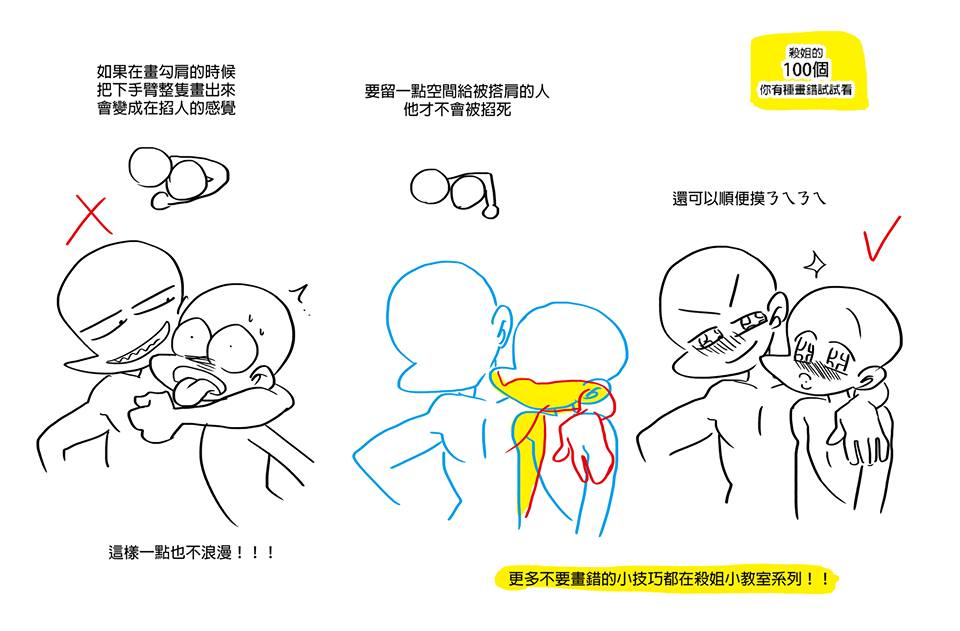 如果在畫勾肩的時候
把下手臂整隻畫出來
會變成在掐人的感覺
要留一點空間給被搭肩的人
他才不會被掐死
殺姐的
100個
你有種畫錯試試看
還可以順便摸ㄋㄟㄋㄟ
這樣一點也不浪漫！！！
更多不要畫錯的小技巧都在殺姐小教室系列！！